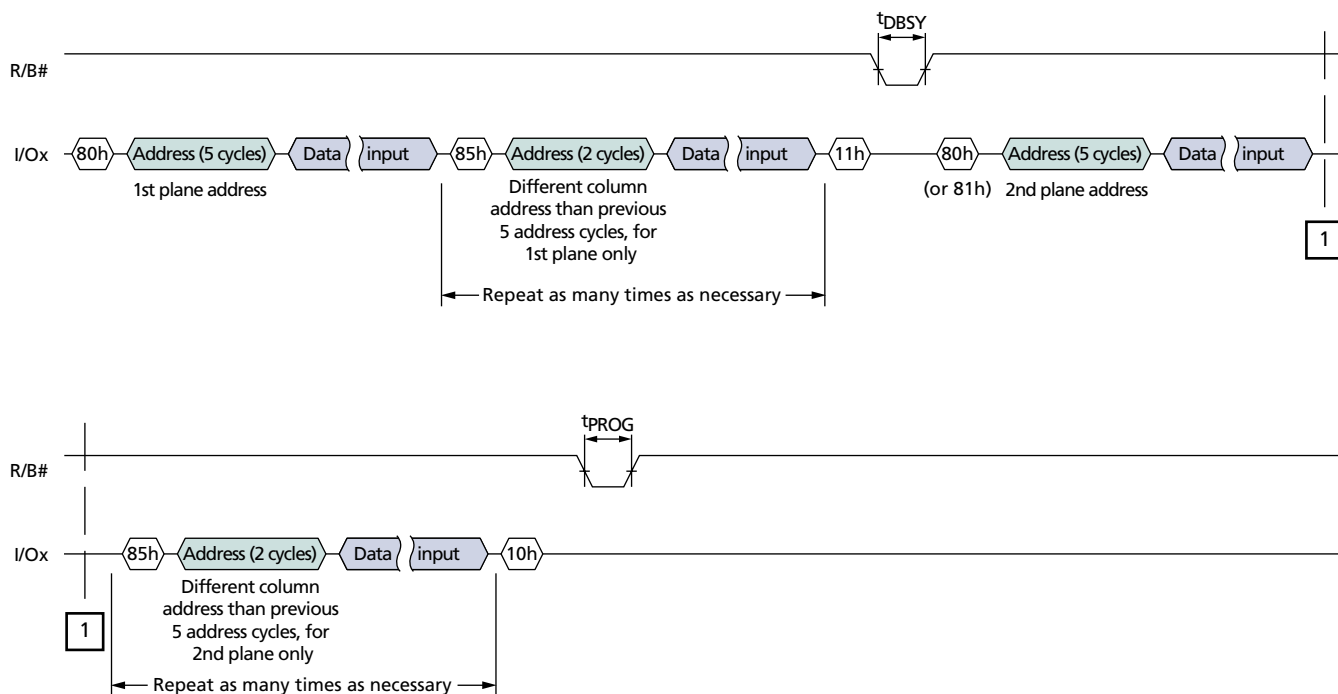 tDBSY
R/B#
I/Ox
80h
Address (5 cycles)
Data input
85h
Address (2 cycles)
Data input
11h
80h
Address (5 cycles)
Data input
1st plane address
Different column
address than previous
5 address cycles, for
1st plane only
(or 81h)
2nd plane address
1
Repeat as many times as necessary
tPROG
R/B#
I/Ox
85h
Address (2 cycles)
Data input
10h
1
Different column
address than previous
5 address cycles, for
2nd plane only
Repeat as many times as necessary